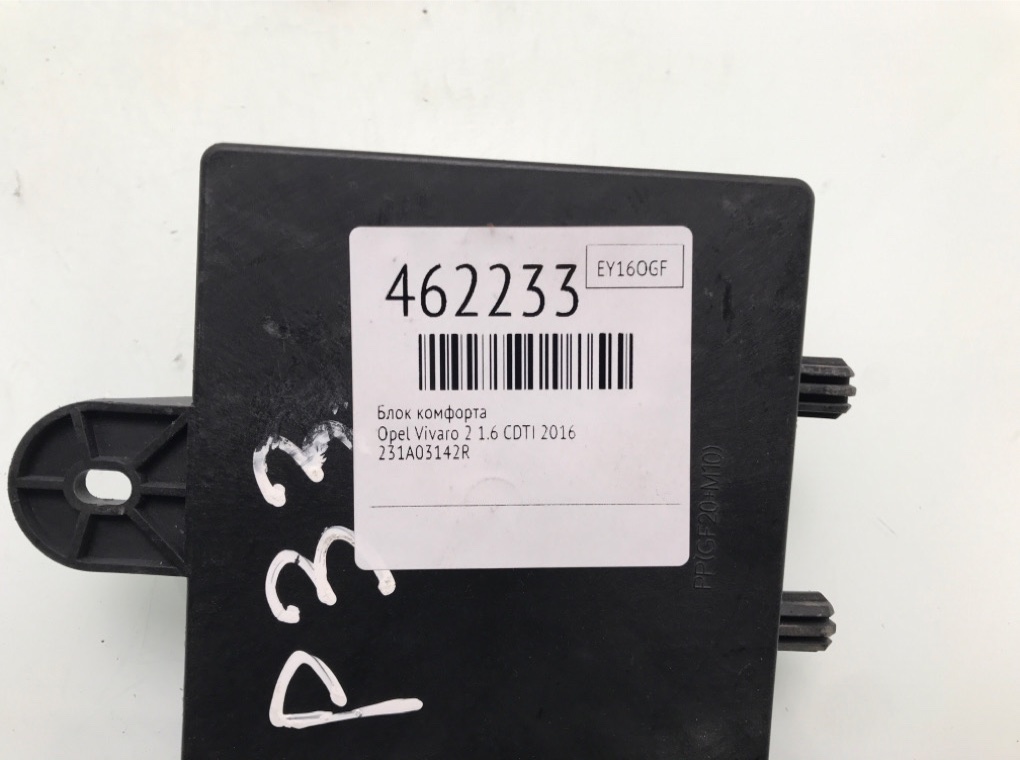 462233
EY16OGF
Блок комфорта
Opel Vivaro 2 1.6 CDTI 2016
231A03142R
PP(GF20+M10)
P33